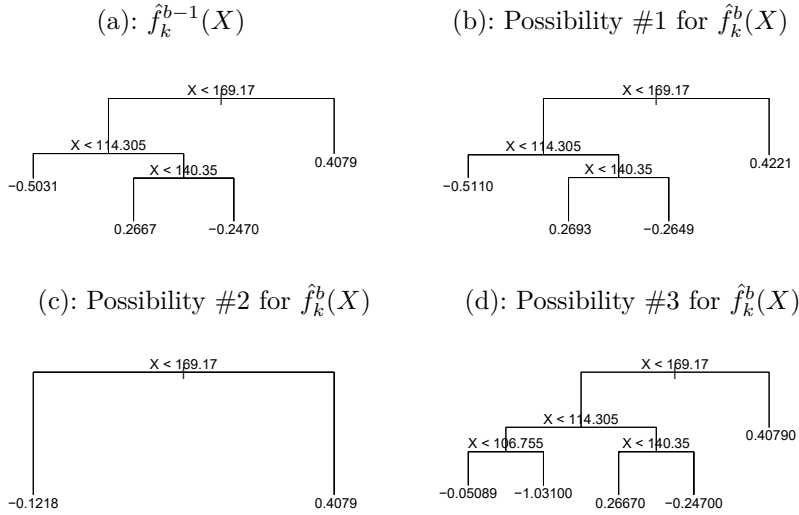 (a): f̂_k^{b−1}(X)
X < 169.17
X < 114.305
X < 140.35
−0.5031
0.2667
−0.2470
0.4079
(b): Possibility #1 for f̂_k^b(X)
X < 169.17
X < 114.305
X < 140.35
−0.5110
0.2693
−0.2649
0.4221
(c): Possibility #2 for f̂_k^b(X)
X < 169.17
−0.1218
0.4079
(d): Possibility #3 for f̂_k^b(X)
X < 169.17
X < 114.305
X < 106.755
X < 140.35
−0.05089
−1.03100
0.26670
−0.24700
0.40790